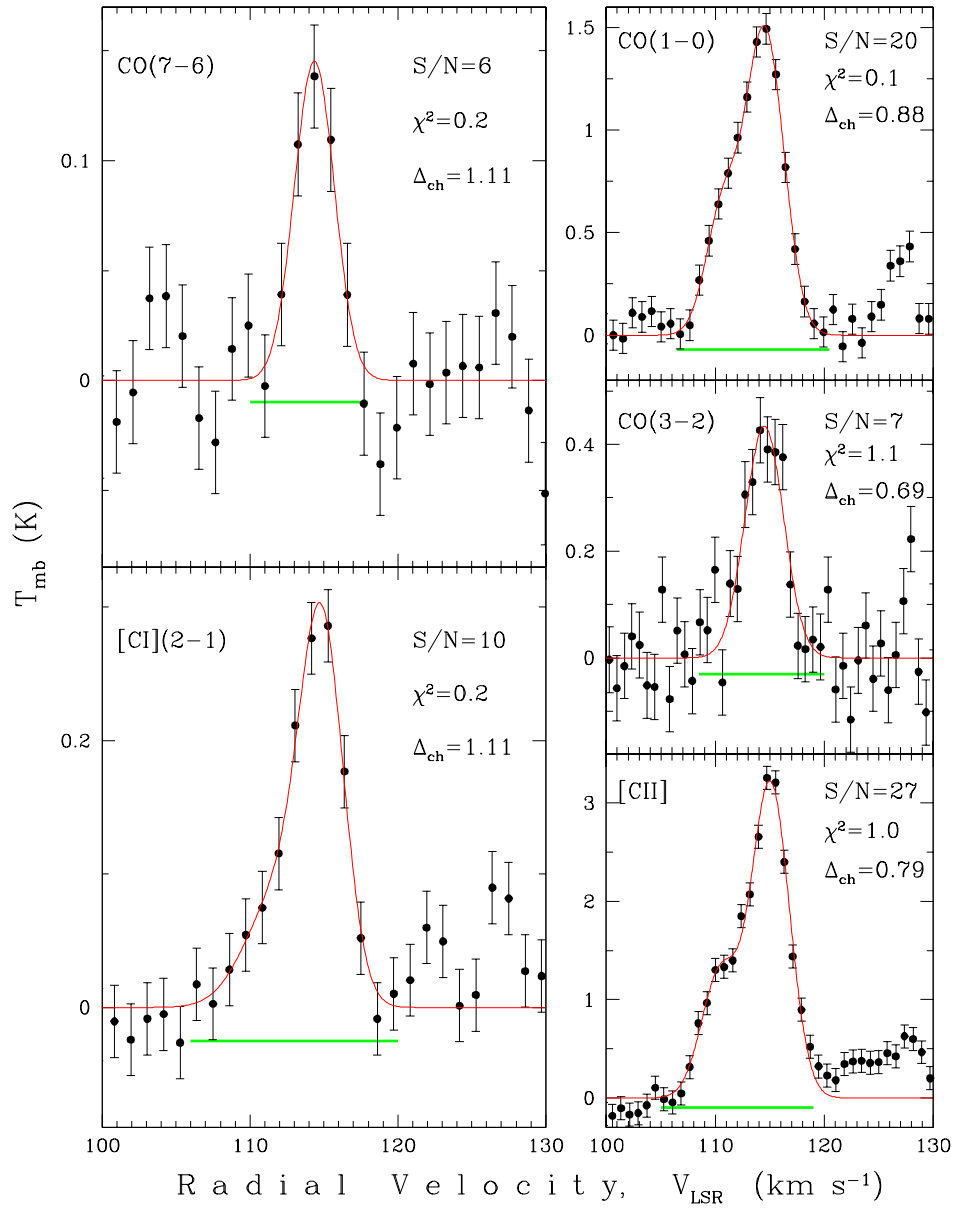 CO(7−6)
S/N=6
χ²=0.2
Δch=1.11
0.1
0
[CI](2−1)
S/N=10
χ²=0.2
Δch=1.11
0.2
0
100
110
120
130
CO(1−0)
S/N=20
χ²=0.1
Δch=0.88
1.5
1
0.5
0
CO(3−2)
S/N=7
χ²=1.1
Δch=0.69
0.4
0.2
0
[CII]
S/N=27
χ²=1.0
Δch=0.79
3
2
1
0
100
110
120
130
Tmb (K)
Radial Velocity, VLSR (km s⁻¹)